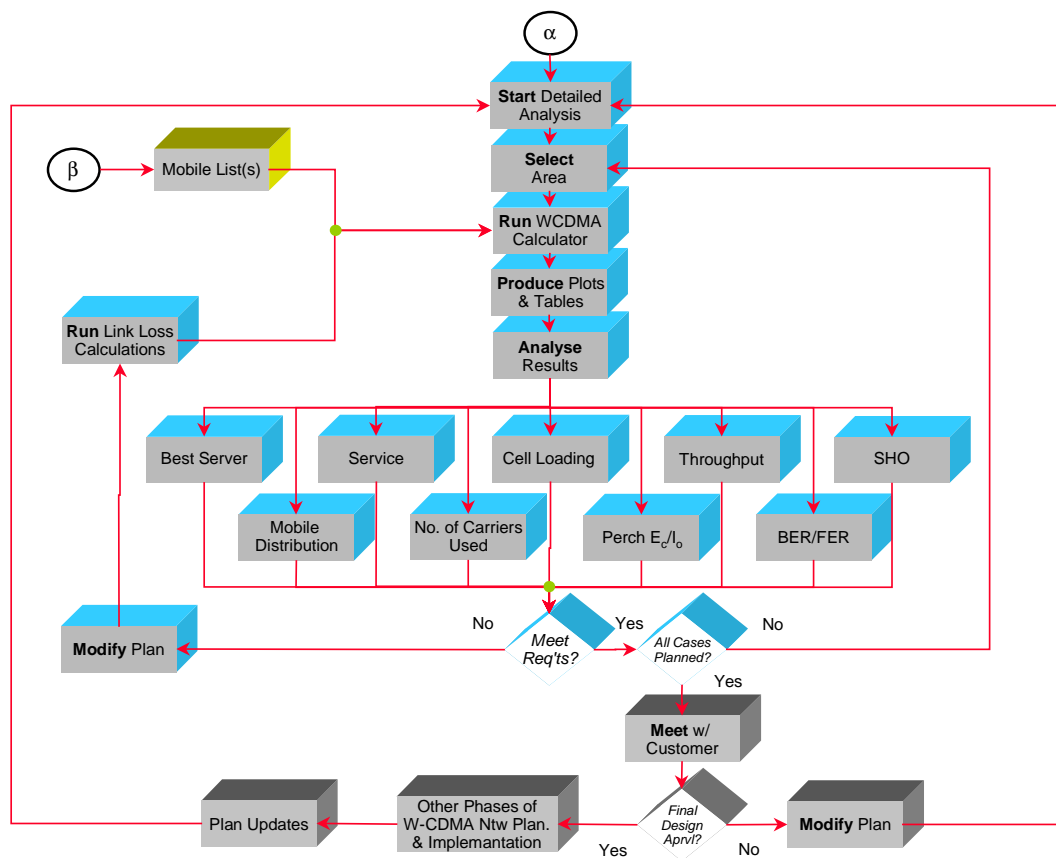 α
Start Detailed
Analysis
β
Mobile List(s)
Select
Area
Run WCDMA
Calculator
Produce Plots
& Tables
Run Link Loss
Calculations
Analyse
Results
Best Server
Service
Cell Loading
Throughput
SHO
Mobile
Distribution
No. of Carriers
Used
Perch Ec/Io
BER/FER
No
Yes
No
Modify Plan
Meet
Req'ts?
All Cases
Planned?
Yes
Meet w/
Customer
Plan Updates
Other Phases of
W-CDMA Ntw Plan.
& Implemantation
Final
Design
Aprvl?
Modify Plan
Yes
No